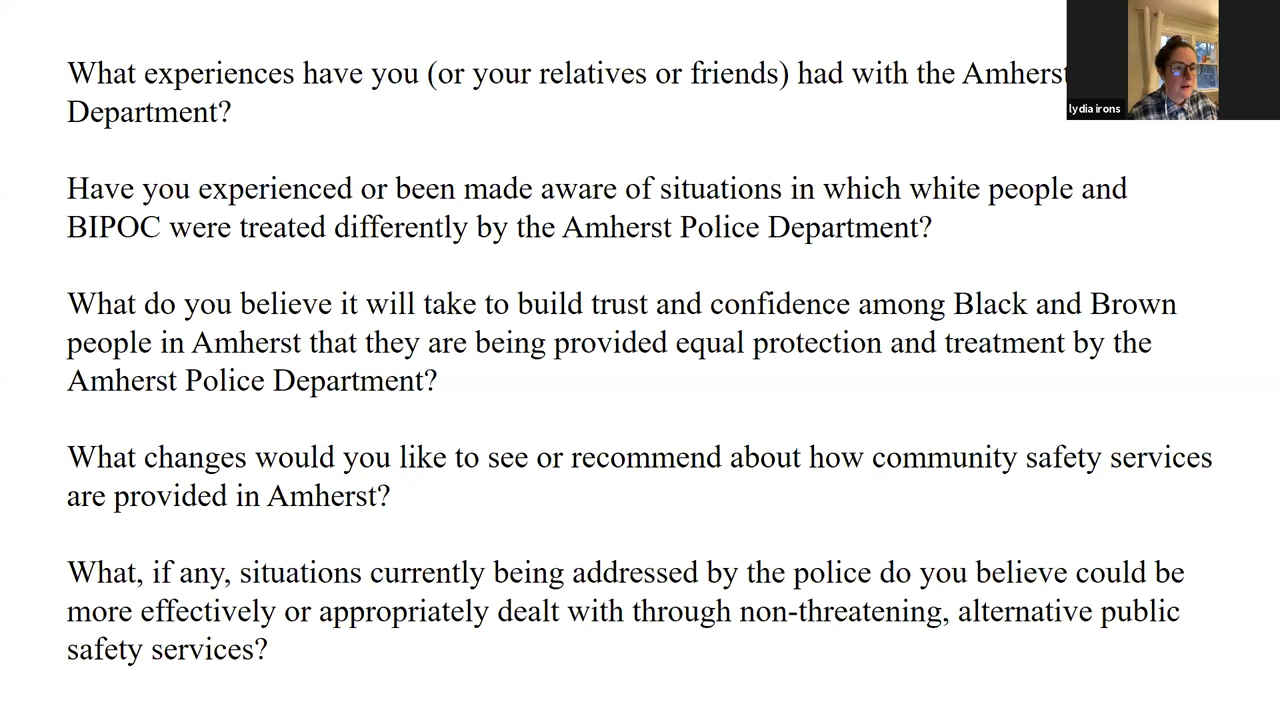 What experiences have you (or your relatives or friends) had with the Amherst
Department?
Have you experienced or been made aware of situations in which white people and
BIPOC were treated differently by the Amherst Police Department?
What do you believe it will take to build trust and confidence among Black and Brown
people in Amherst that they are being provided equal protection and treatment by the
Amherst Police Department?
What changes would you like to see or recommend about how community safety services
are provided in Amherst?
What, if any, situations currently being addressed by the police do you believe could be
more effectively or appropriately dealt with through non-threatening, alternative public
safety services?
lydia irons